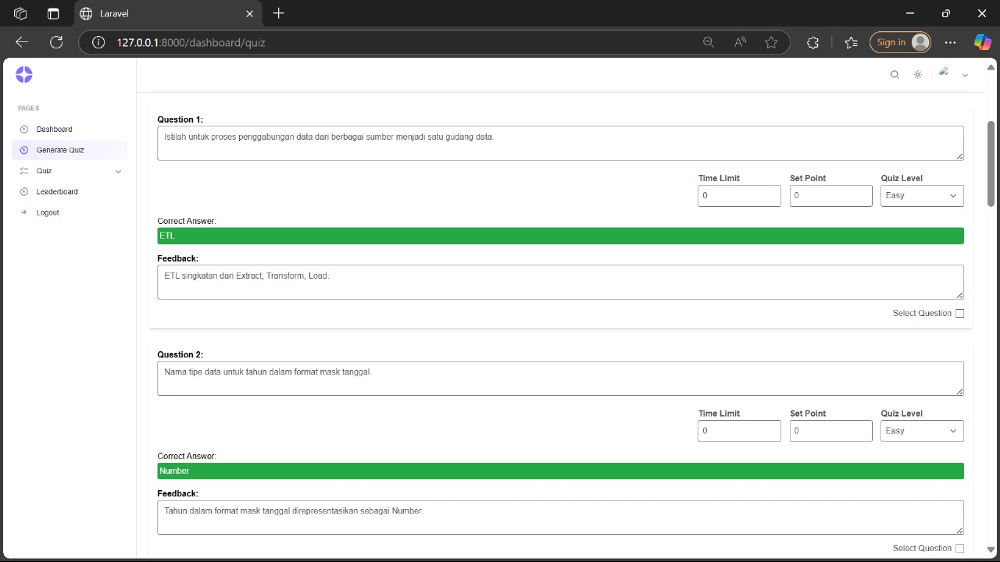 Laravel
127.0.0.1:8000/dashboard/quiz
Sign in
PAGES
Dashboard
Generate Quiz
Quiz
Leaderboard
Logout
Question 1:
Istilah untuk proses penggabungan data dari berbagai sumber menjadi satu gudang data.
Time Limit Set Point Quiz Level
0 0 Easy
Correct Answer:
ETL
Feedback:
ETL singkatan dari Extract, Transform, Load.
Select Question
Question 2:
Nama tipe data untuk tahun dalam format mask tanggal.
Time Limit Set Point Quiz Level
0 0 Easy
Correct Answer:
Number
Feedback:
Tahun dalam format mask tanggal direpresentasikan sebagai Number.
Select Question